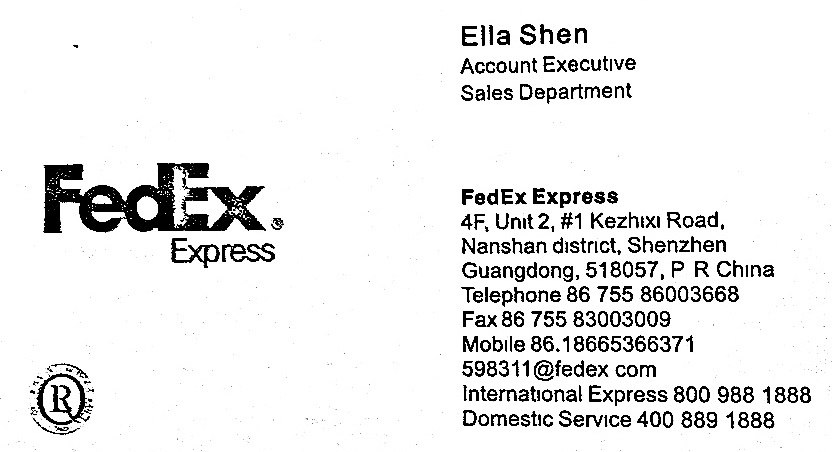 Ella Shen
Account Executive
Sales Department
FedEx®
Express
FedEx Express
4F, Unit 2, #1 Kezhixi Road,
Nanshan district, Shenzhen
Guangdong, 518057, P R China
Telephone 86 755 86003668
Fax 86 755 83003009
Mobile 86.18665366371
598311@fedex com
International Express 800 988 1888
Domestic Service 400 889 1888
R